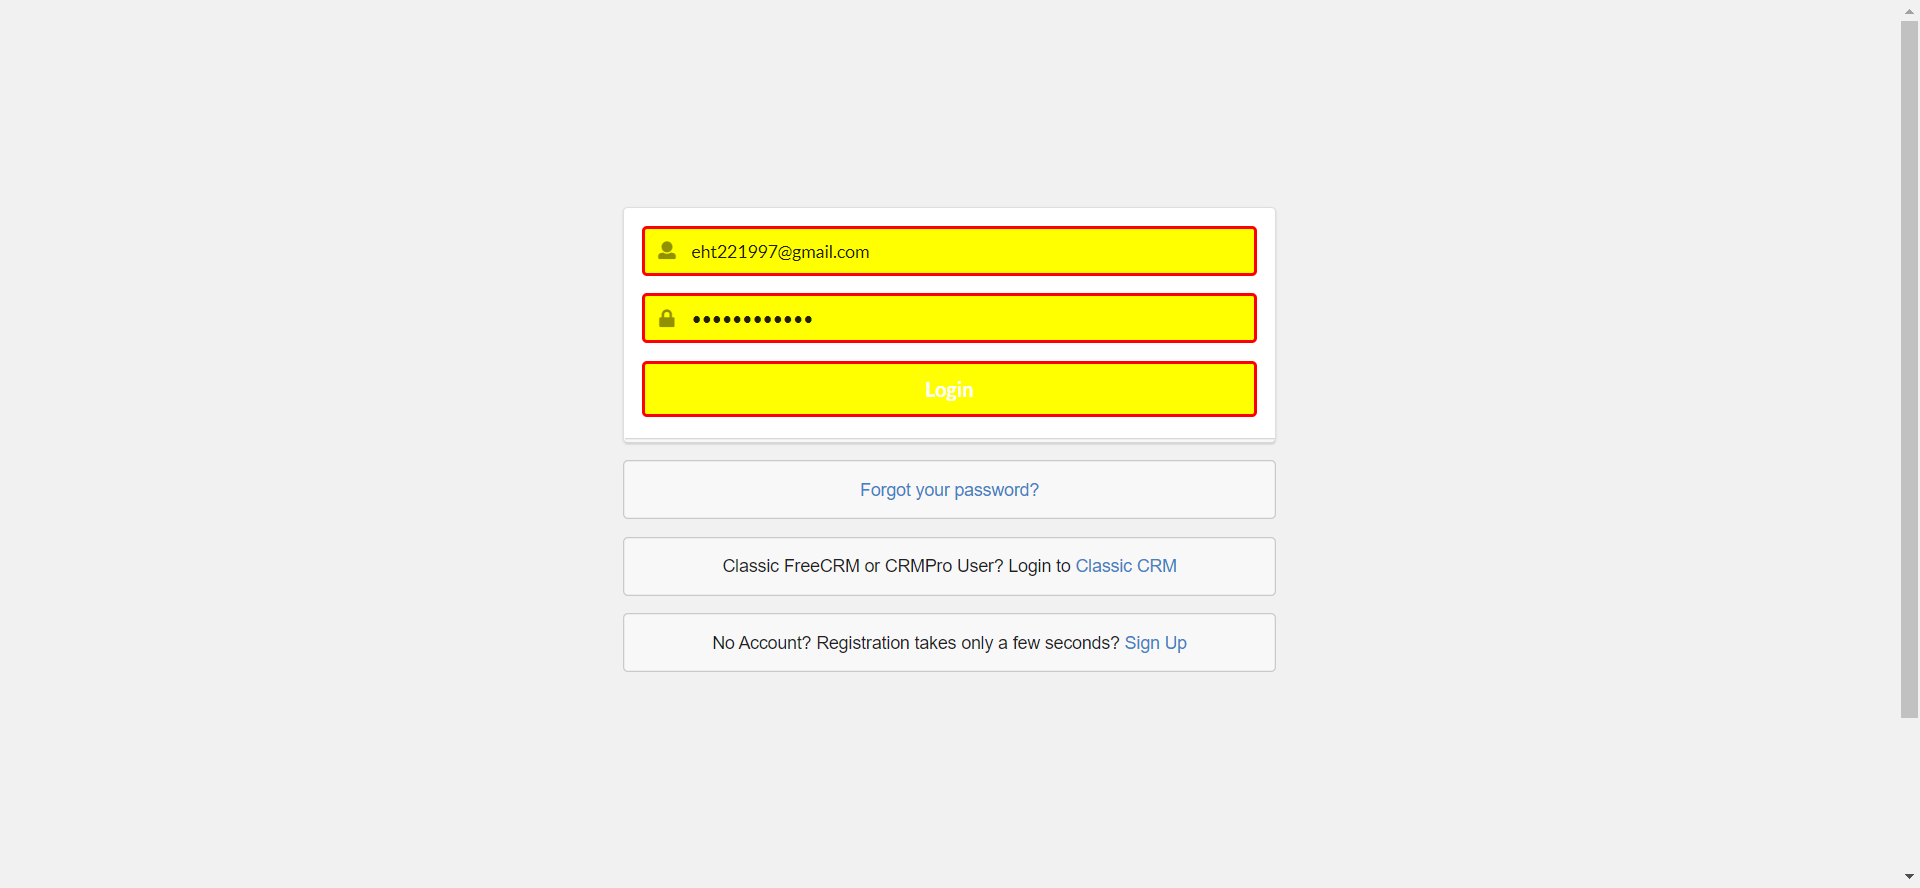 eht221997@gmail.com
••••••••••••
Login
Forgot your password?
Classic FreeCRM or CRMPro User? Login to Classic CRM
No Account? Registration takes only a few seconds? Sign Up